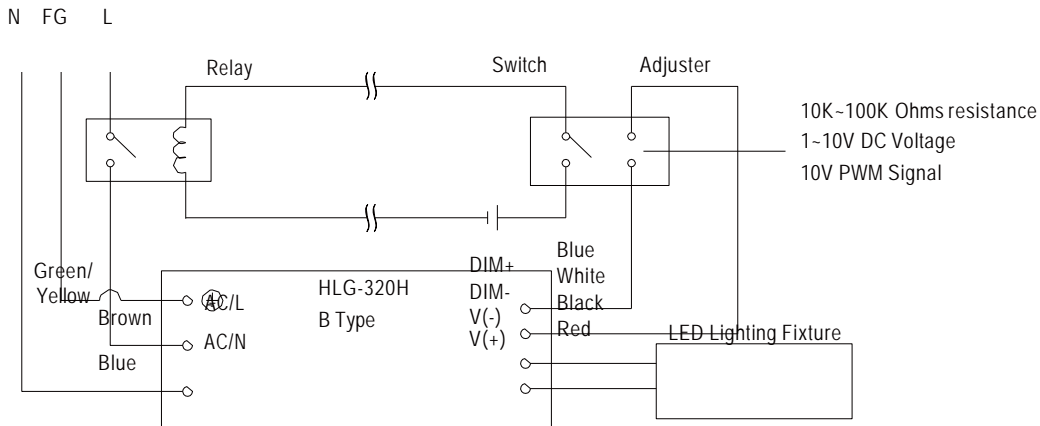 N FG L
Relay
Switch
Adjuster
10K~100K Ohms resistance
1~10V DC Voltage
10V PWM Signal
Green/
Yellow
Brown
Blue
AC/L
AC/N
HLG-320H
B Type
DIM+
DIM-
V(-)
V(+)
Blue
White
Black
Red
LED Lighting Fixture